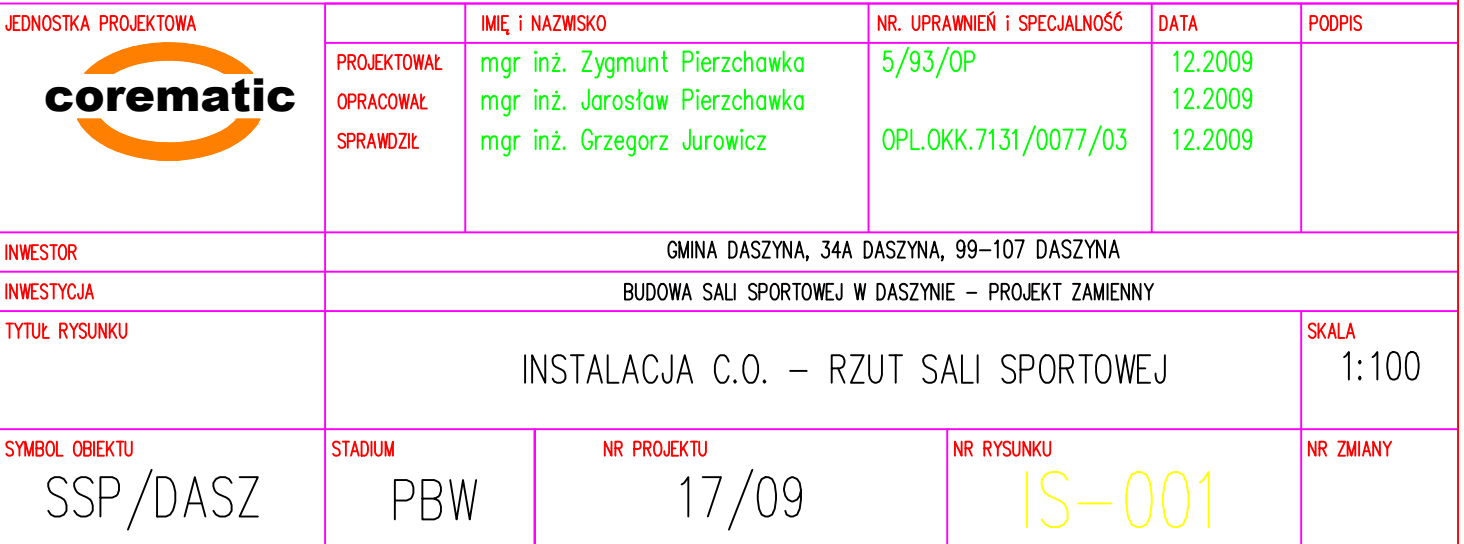 JEDNOSTKA PROJEKTOWA
corematic
IMIĘ i NAZWISKO
NR. UPRAWNIEŃ i SPECJALNOŚĆ
DATA
PODPIS
PROJEKTOWAŁ mgr inż. Zygmunt Pierzchawka 5/93/OP 12.2009
OPRACOWAŁ mgr inż. Jarosław Pierzchawka 12.2009
SPRAWDZIŁ mgr inż. Grzegorz Jurowicz OPL.OKK.7131/0077/03 12.2009
INWESTOR GMINA DASZYNA, 34A DASZYNA, 99-107 DASZYNA
INWESTYCJA BUDOWA SALI SPORTOWEJ W DASZYNIE – PROJEKT ZAMIENNY
TYTUŁ RYSUNKU
INSTALACJA C.O. – RZUT SALI SPORTOWEJ
SKALA
1:100
SYMBOL OBIEKTU
SSP/DASZ
STADIUM
PBW
NR PROJEKTU
17/09
NR RYSUNKU
IS-001
NR ZMIANY